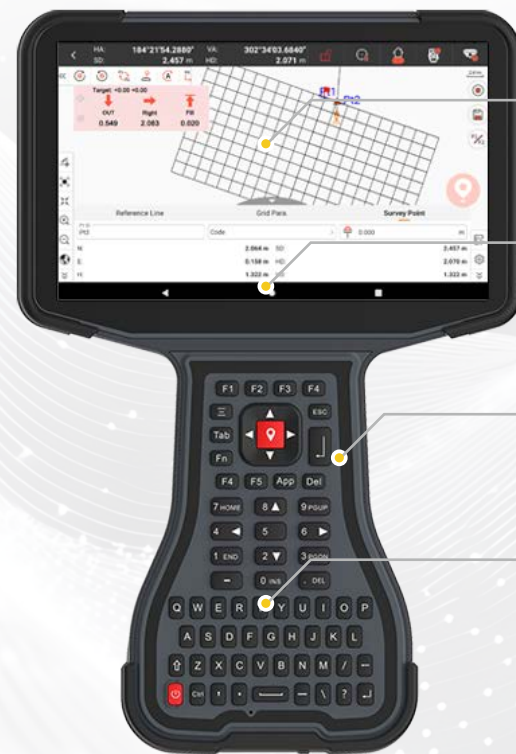 HA: 184°21'54.2880" VA: 302°34'03.6840"
SD: 2.457 m HD: 2.071 m
Target: +0.00 +0.00
OUT Right Fill
0.549 2.083 0.020
Pt1
Pt2
Reference Line Grid Para. Survey Point
Pt3 Code 0.000 m
N: 2.064 m SD: 2.457 m
E: 0.158 m HD: 2.070 m
H: 1.322 m 1.322 m
F1 F2 F3 F4
ESC
Tab
Fn
F4 F5 App Del
7 HOME 8 9 PGUP
4 5 6
1 END 2 3 PGDN
- 0 INS . DEL
Q W E R Y U I O P
A S D F G H J K L
Z X C V B N M / —
Ctrl ' . — \ ?